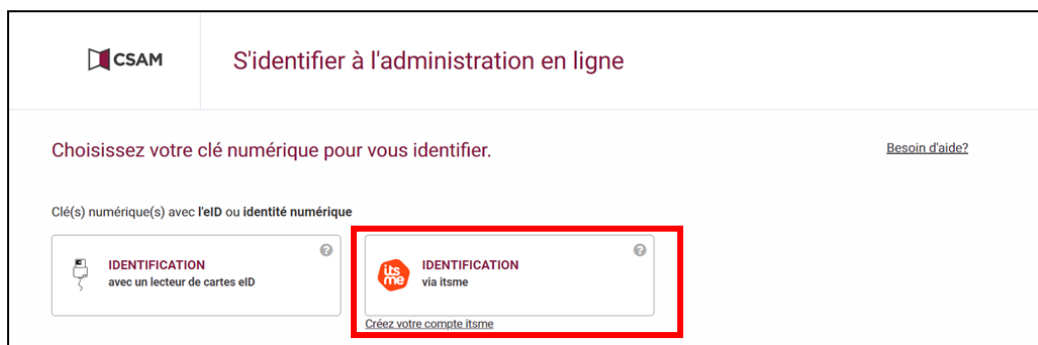 CSAM
S'identifier à l'administration en ligne
Choisissez votre clé numérique pour vous identifier.
Besoin d'aide?
Clé(s) numérique(s) avec l'eID ou identité numérique
IDENTIFICATION
avec un lecteur de cartes eID
?
its
me
IDENTIFICATION
via itsme
?
Créez votre compte itsme